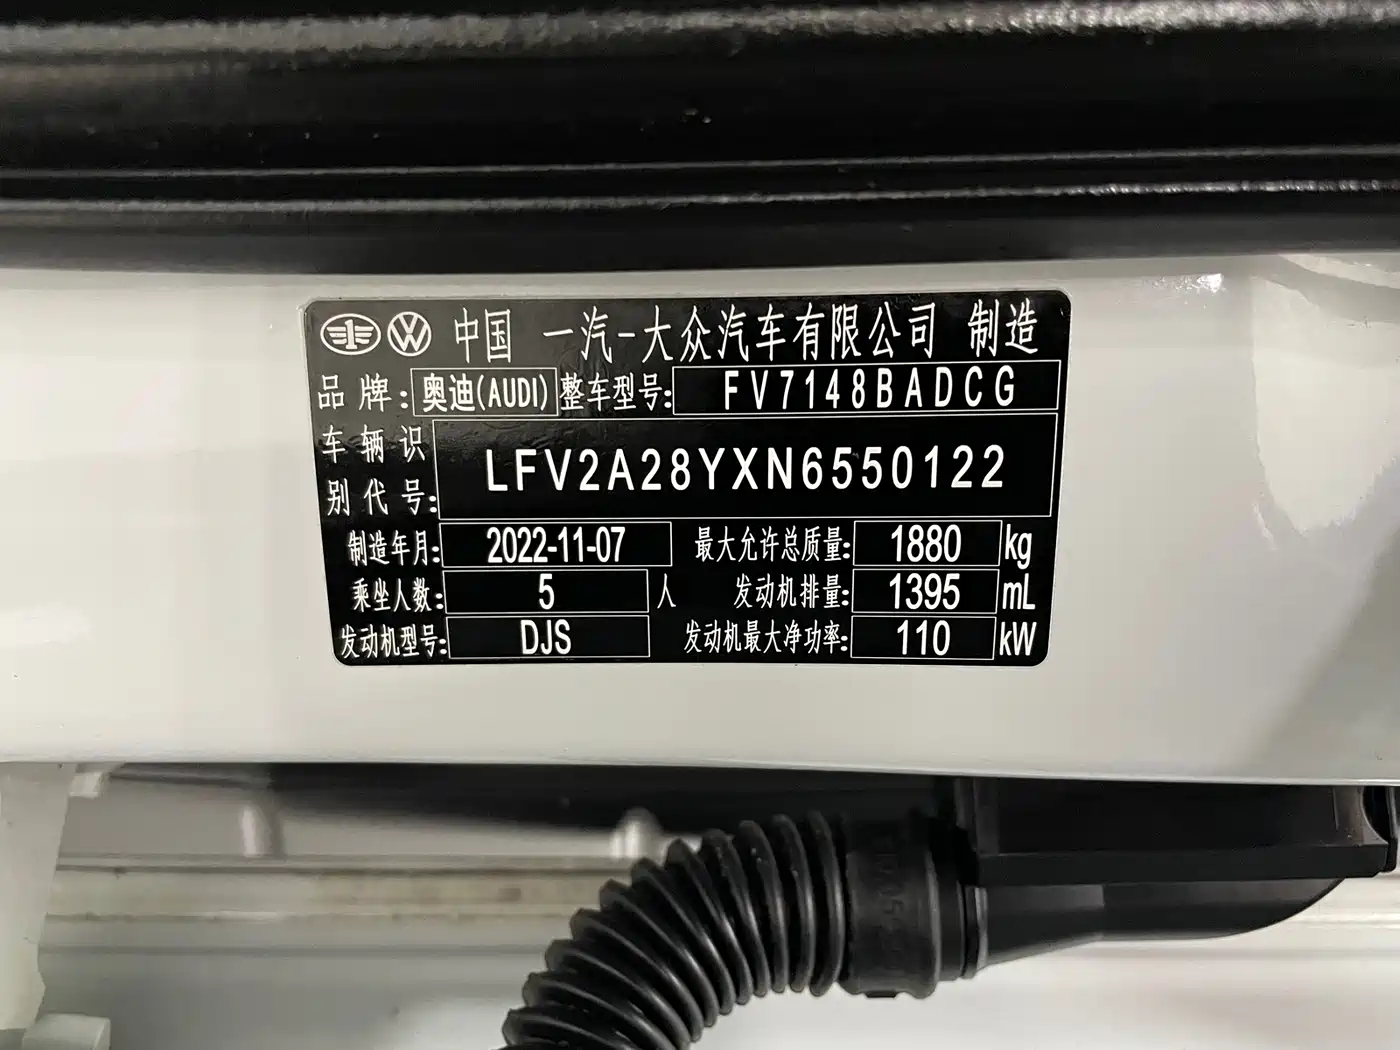 中国 一汽-大众汽车有限公司 制造
品牌: 奥迪(AUDI) 整车型号: FV7148BADCG
车辆识别代号: LFV2A28YXN6550122
制造年月: 2022-11-07 最大允许总质量: 1880 kg
乘坐人数: 5 人 发动机排量: 1395 mL
发动机型号: DJS 发动机最大净功率: 110 kW